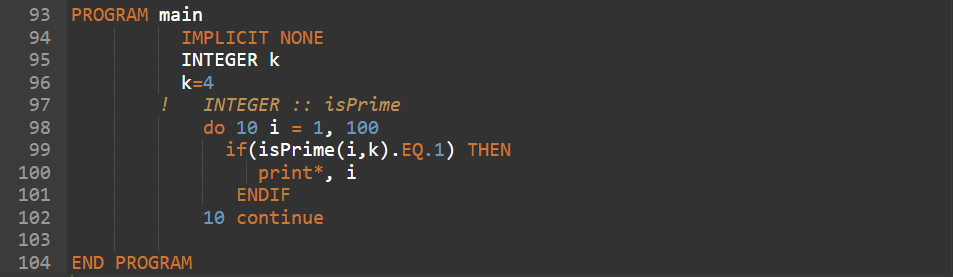 93 PROGRAM main
94 IMPLICIT NONE
95 INTEGER k
96 k=4
97 ! INTEGER :: isPrime
98 do 10 i = 1, 100
99 if(isPrime(i,k).EQ.1) THEN
100 print*, i
101 ENDIF
102 10 continue
103
104 END PROGRAM